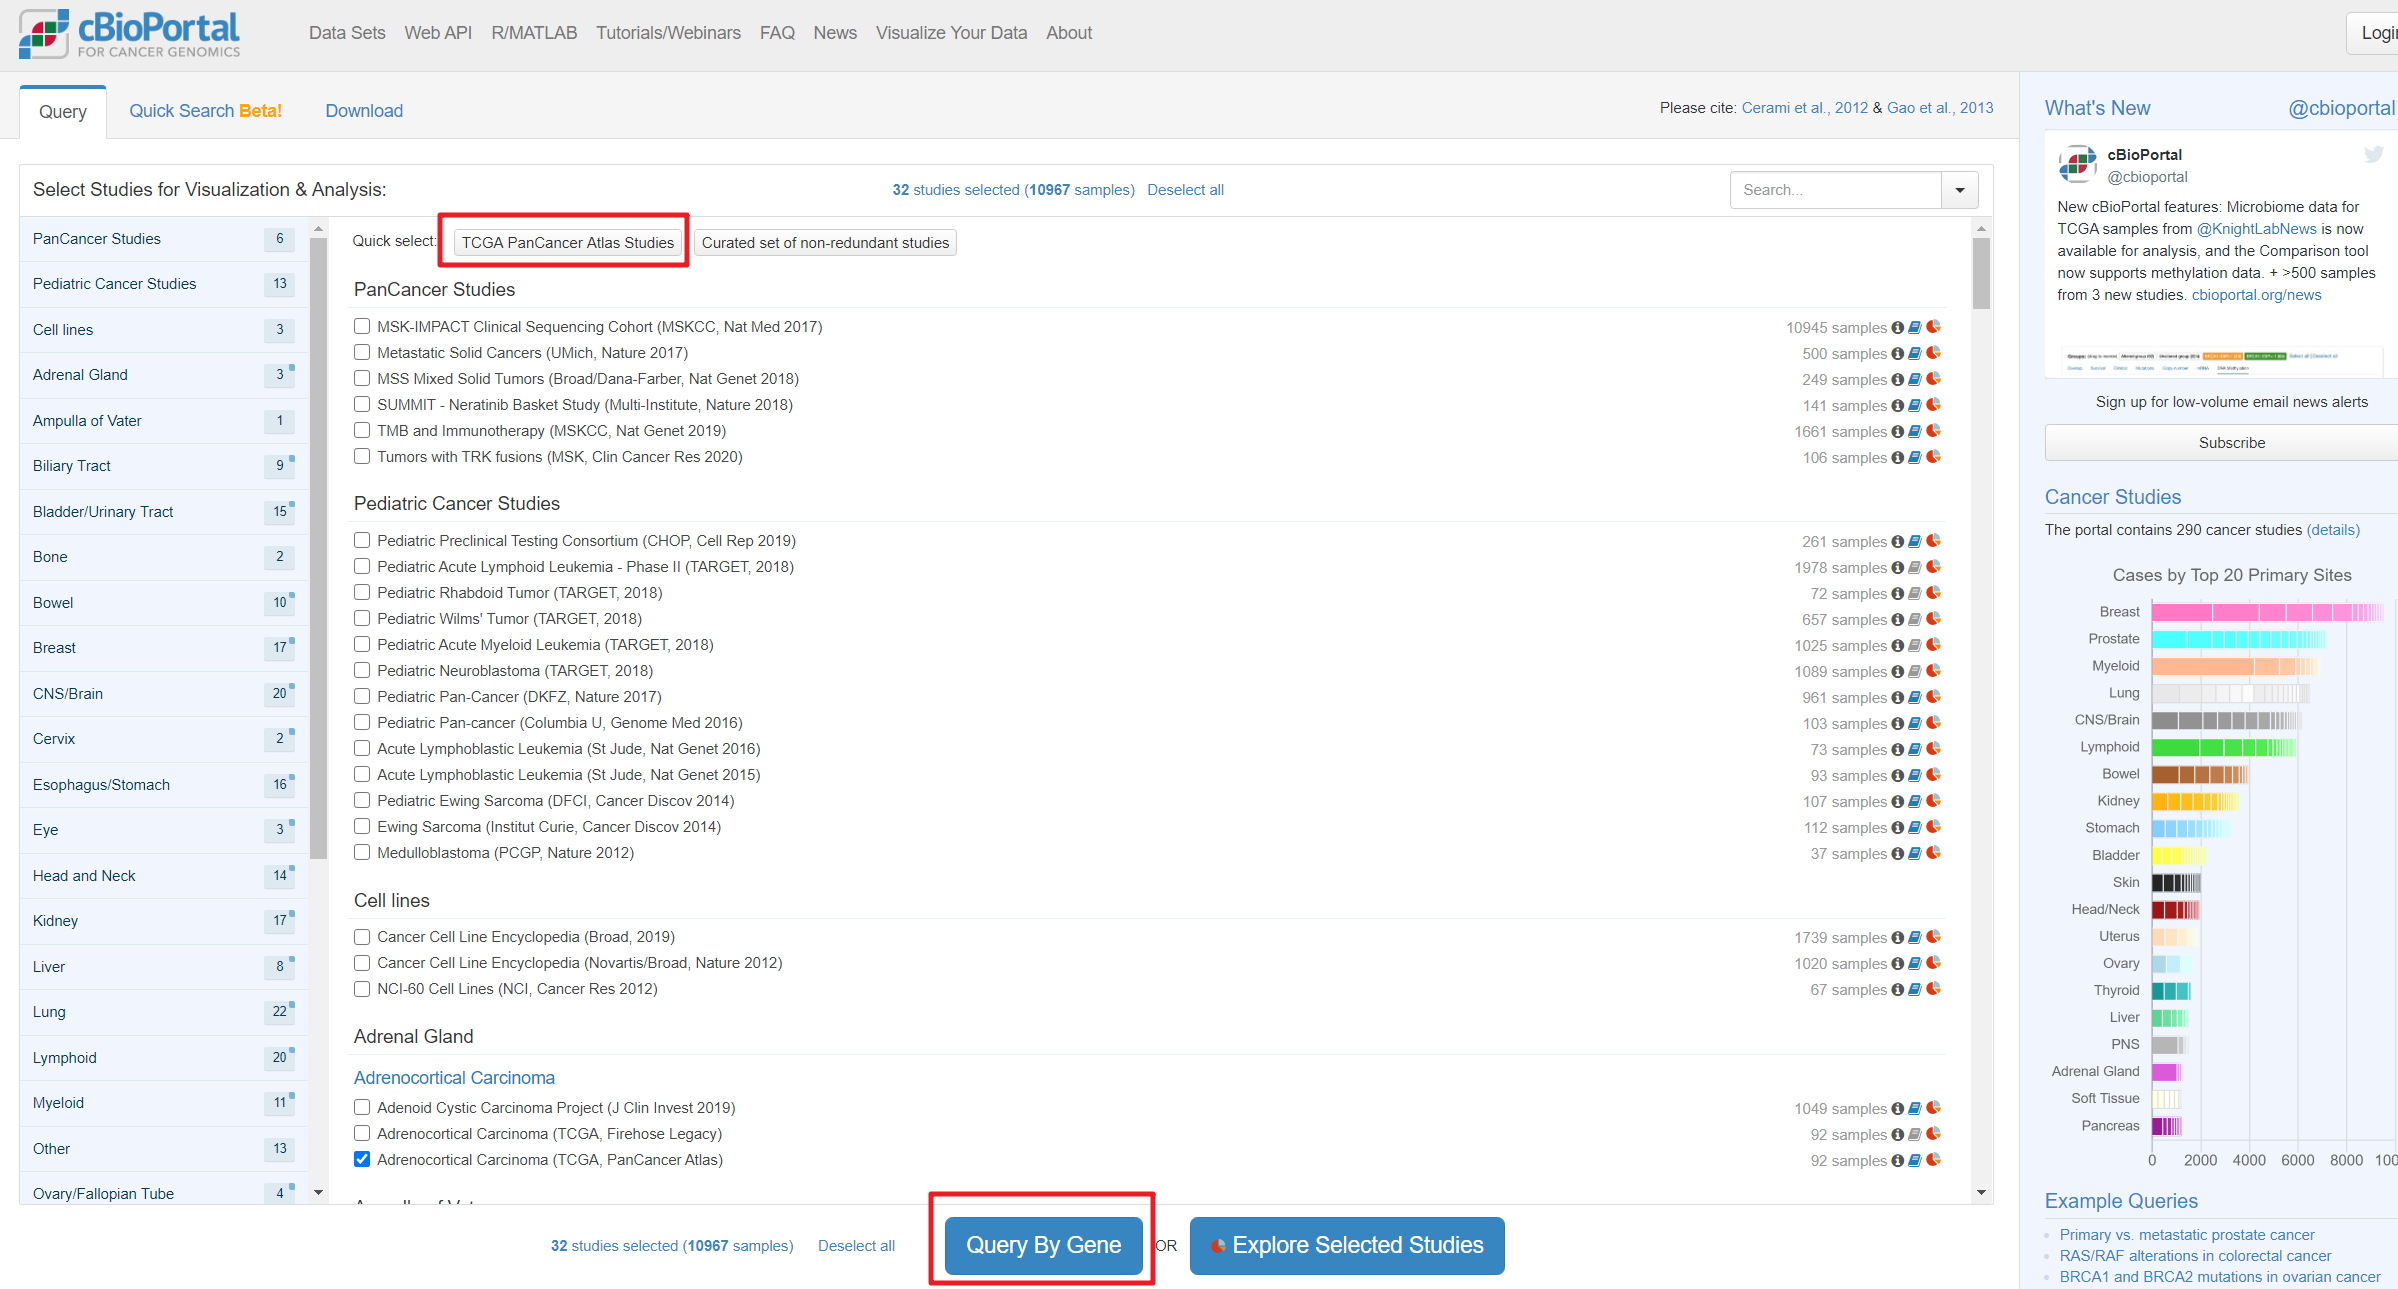 cBioPortal
FOR CANCER GENOMICS
Data Sets Web API R/MATLAB Tutorials/Webinars FAQ News Visualize Your Data About
Login
Query Quick Search Beta! Download
Please cite: Cerami et al., 2012 & Gao et al., 2013
Select Studies for Visualization & Analysis:
32 studies selected (10967 samples) Deselect all
Search...
PanCancer Studies 6
Pediatric Cancer Studies 13
Cell lines 3
Adrenal Gland 3
Ampulla of Vater 1
Biliary Tract 9
Bladder/Urinary Tract 15
Bone 2
Bowel 10
Breast 17
CNS/Brain 20
Cervix 2
Esophagus/Stomach 16
Eye 3
Head and Neck 14
Kidney 17
Liver 8
Lung 22
Lymphoid 20
Myeloid 11
Other 13
Ovary/Fallopian Tube 4
Quick select: TCGA PanCancer Atlas Studies Curated set of non-redundant studies
PanCancer Studies
MSK-IMPACT Clinical Sequencing Cohort (MSKCC, Nat Med 2017) 10945 samples
Metastatic Solid Cancers (UMich, Nature 2017) 500 samples
MSS Mixed Solid Tumors (Broad/Dana-Farber, Nat Genet 2018) 249 samples
SUMMIT - Neratinib Basket Study (Multi-Institute, Nature 2018) 141 samples
TMB and Immunotherapy (MSKCC, Nat Genet 2019) 1661 samples
Tumors with TRK fusions (MSK, Clin Cancer Res 2020) 106 samples
Pediatric Cancer Studies
Pediatric Preclinical Testing Consortium (CHOP, Cell Rep 2019) 261 samples
Pediatric Acute Lymphoid Leukemia - Phase II (TARGET, 2018) 1978 samples
Pediatric Rhabdoid Tumor (TARGET, 2018) 72 samples
Pediatric Wilms' Tumor (TARGET, 2018) 657 samples
Pediatric Acute Myeloid Leukemia (TARGET, 2018) 1025 samples
Pediatric Neuroblastoma (TARGET, 2018) 1089 samples
Pediatric Pan-Cancer (DKFZ, Nature 2017) 961 samples
Pediatric Pan-cancer (Columbia U, Genome Med 2016) 103 samples
Acute Lymphoblastic Leukemia (St Jude, Nat Genet 2016) 73 samples
Acute Lymphoblastic Leukemia (St Jude, Nat Genet 2015) 93 samples
Pediatric Ewing Sarcoma (DFCI, Cancer Discov 2014) 107 samples
Ewing Sarcoma (Institut Curie, Cancer Discov 2014) 112 samples
Medulloblastoma (PCGP, Nature 2012) 37 samples
Cell lines
Cancer Cell Line Encyclopedia (Broad, 2019) 1739 samples
Cancer Cell Line Encyclopedia (Novartis/Broad, Nature 2012) 1020 samples
NCI-60 Cell Lines (NCI, Cancer Res 2012) 67 samples
Adrenal Gland
Adrenocortical Carcinoma
Adenoid Cystic Carcinoma Project (J Clin Invest 2019) 1049 samples
Adrenocortical Carcinoma (TCGA, Firehose Legacy) 92 samples
Adrenocortical Carcinoma (TCGA, PanCancer Atlas) 92 samples
32 studies selected (10967 samples) Deselect all
Query By Gene OR Explore Selected Studies
What's New @cbioportal
cBioPortal
@cbioportal
New cBioPortal features: Microbiome data for
TCGA samples from @KnightLabNews is now
available for analysis, and the Comparison tool
now supports methylation data. + >500 samples
from 3 new studies. cbioportal.org/news
Sign up for low-volume email news alerts
Subscribe
Cancer Studies
The portal contains 290 cancer studies (details)
Cases by Top 20 Primary Sites
Breast
Prostate
Myeloid
Lung
CNS/Brain
Lymphoid
Bowel
Kidney
Stomach
Bladder
Skin
Head/Neck
Uterus
Ovary
Thyroid
Liver
PNS
Adrenal Gland
Soft Tissue
Pancreas
0 2000 4000 6000 8000
Example Queries
Primary vs. metastatic prostate cancer
RAS/RAF alterations in colorectal cancer
BRCA1 and BRCA2 mutations in ovarian cancer